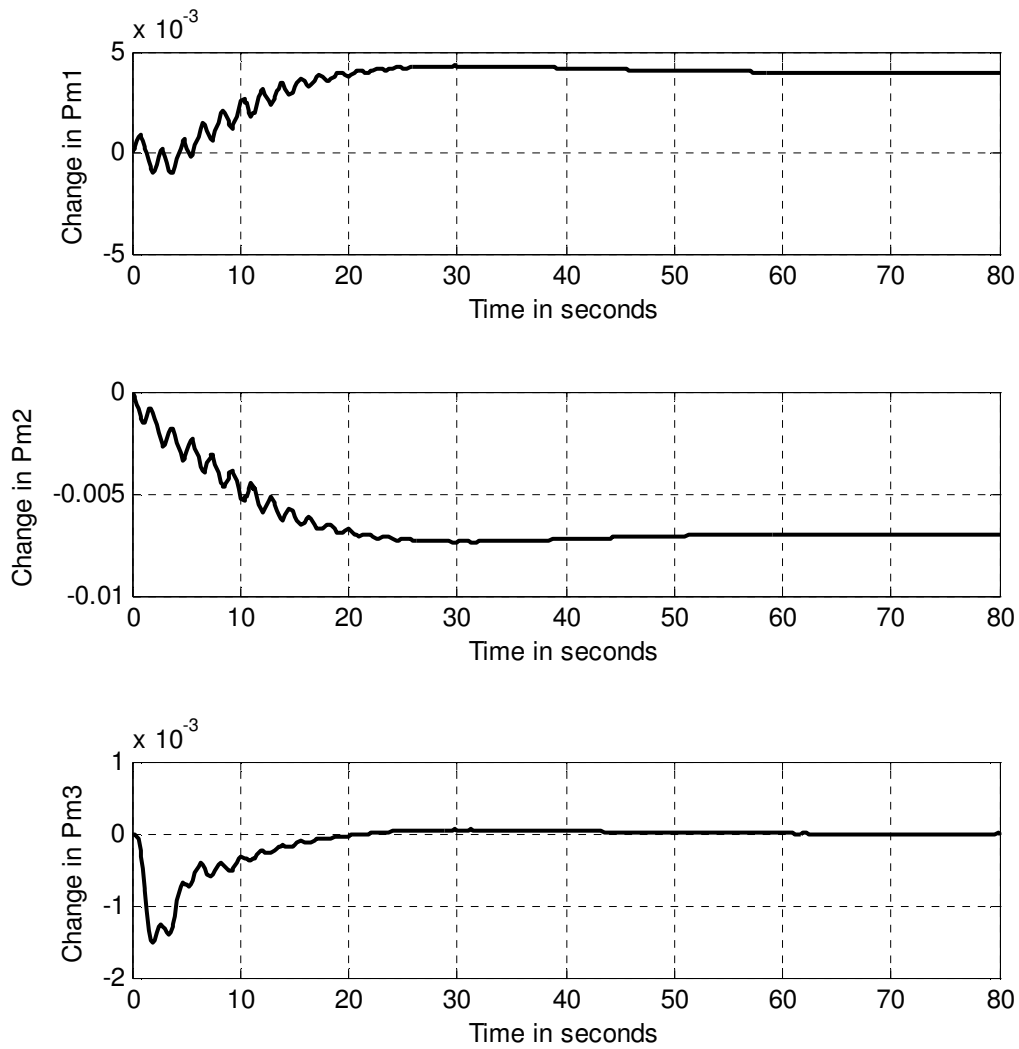 x 10-3
5
0
-5
Change in Pm1
0 10 20 30 40 50 60 70 80
Time in seconds
0
-0.005
-0.01
Change in Pm2
0 10 20 30 40 50 60 70 80
Time in seconds
x 10-3
1
0
-1
-2
Change in Pm3
0 10 20 30 40 50 60 70 80
Time in seconds